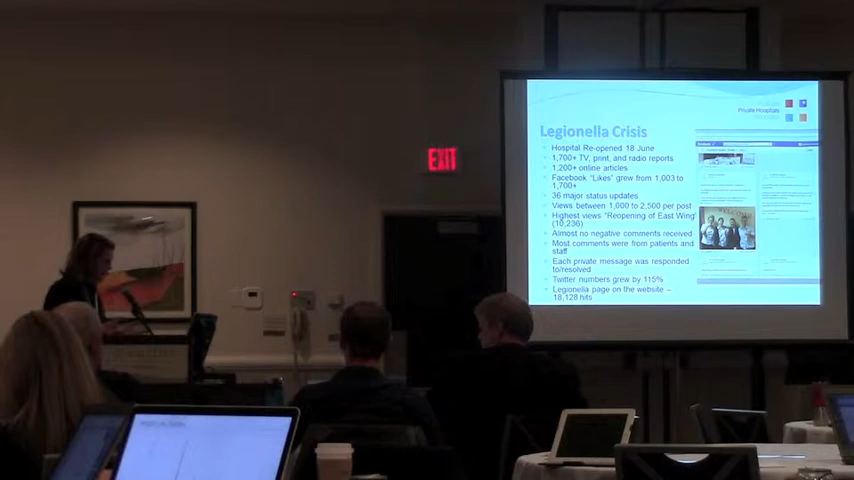 EXIT
Private Hospitals
Legionella Crisis
Hospital Re-opened 18 June
1,700+ TV, print, and radio reports
1,200+ online articles
Facebook "Likes" grew from 1,003 to
1,700+
36 major status updates
Views between 1,000 to 2,500 per post
Highest views "Reopening of East Wing"
(10,236)
Almost no negative comments received
Most comments were from patients and
staff
Each private message was responded
to/resolved
Twitter numbers grew by 115%
Legionella page on the website –
18,128 hits